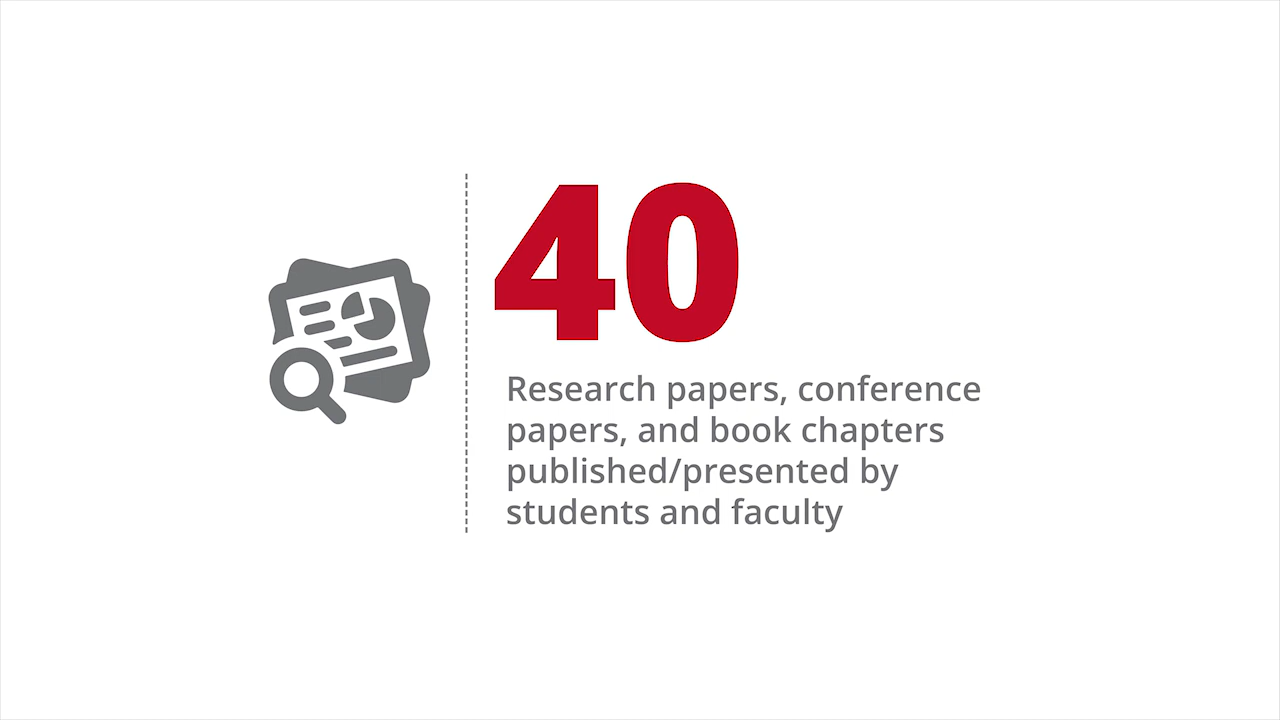 40
Research papers, conference
papers, and book chapters
published/presented by
students and faculty